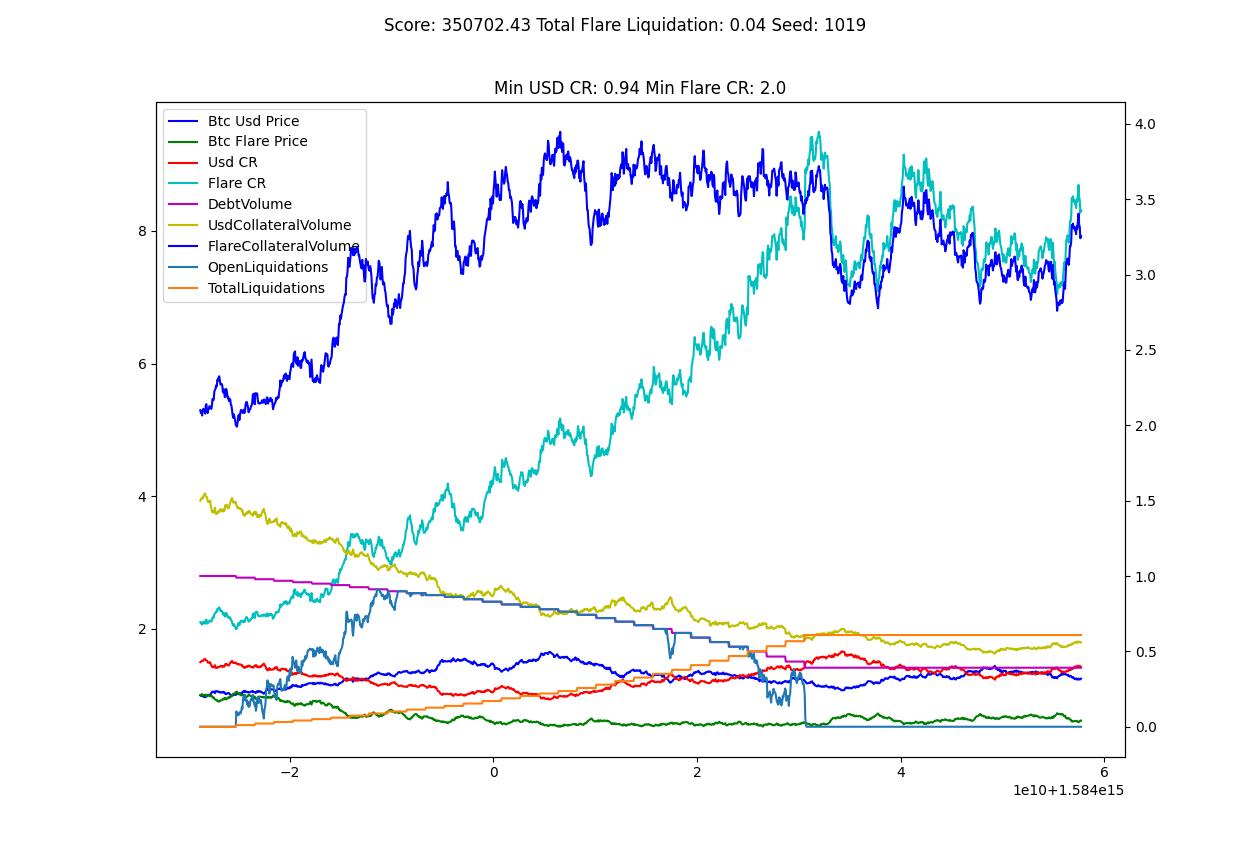 Score: 350702.43 Total Flare Liquidation: 0.04 Seed: 1019
Min USD CR: 0.94 Min Flare CR: 2.0
Btc Usd Price
Btc Flare Price
Usd CR
Flare CR
DebtVolume
UsdCollateralVolume
FlareCollateralVolume
OpenLiquidations
TotalLiquidations
8
6
4
2
4.0
3.5
3.0
2.5
2.0
1.5
1.0
0.5
0.0
−2 0 2 4 6
1e10+1.584e15